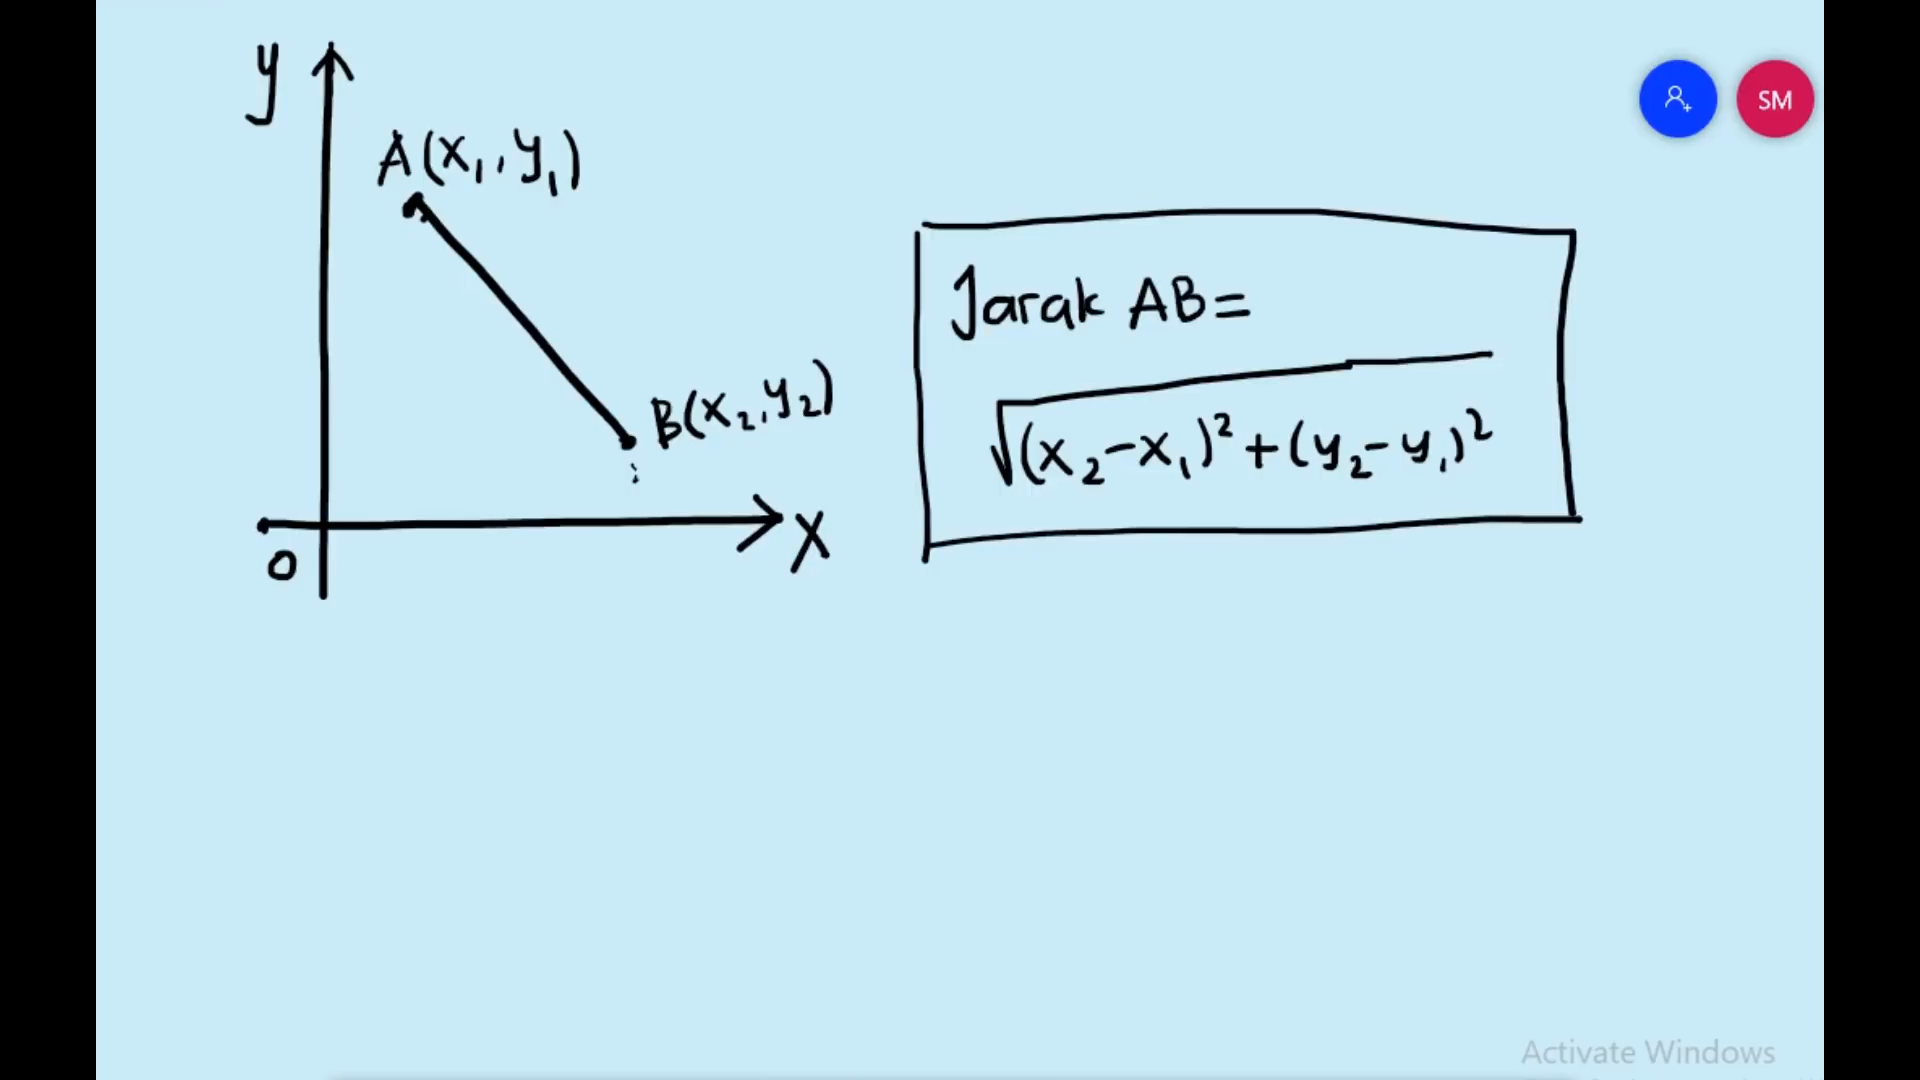 y
A(x₁, y₁)
B(x₂, y₂)
x
0
Jarak AB =
√(x₂-x₁)² + (y₂-y₁)²
SM
Activate Windows